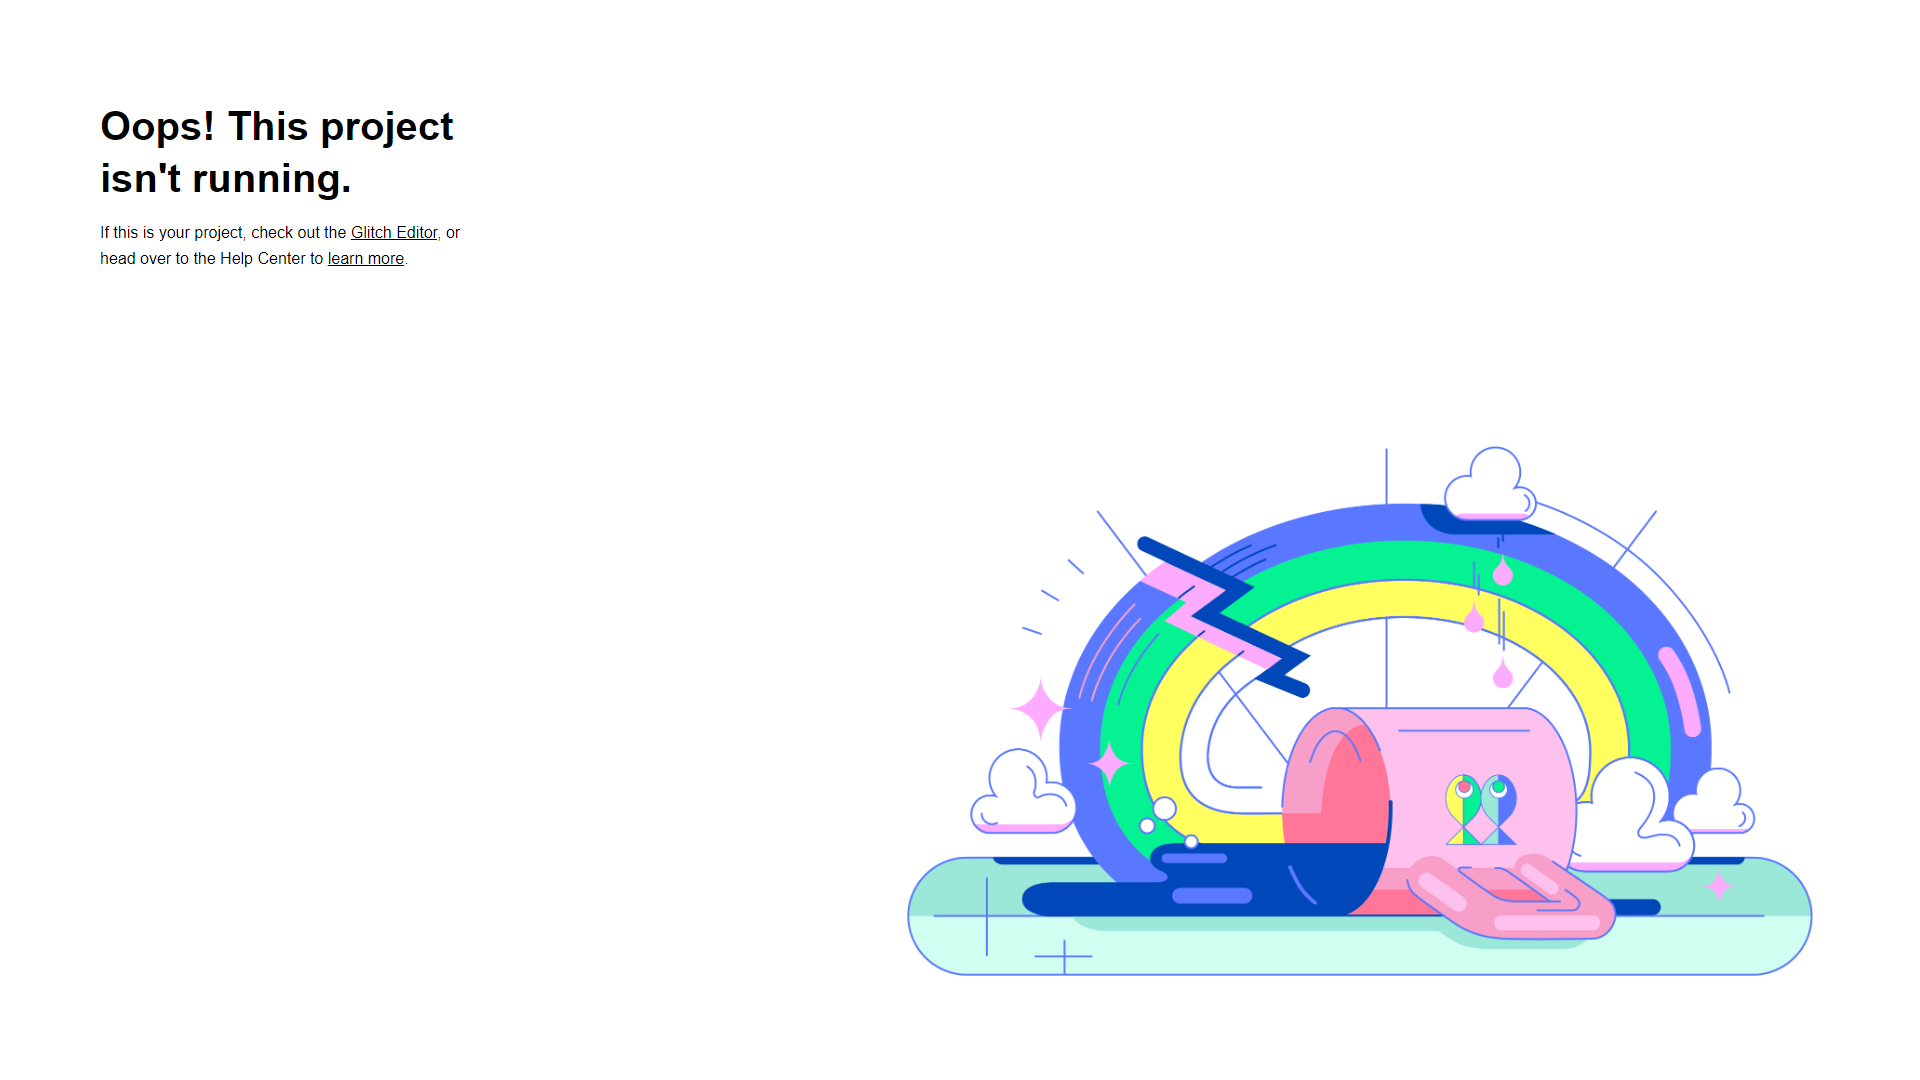 Oops! This project
isn't running.
If this is your project, check out the Glitch Editor, or
head over to the Help Center to learn more.